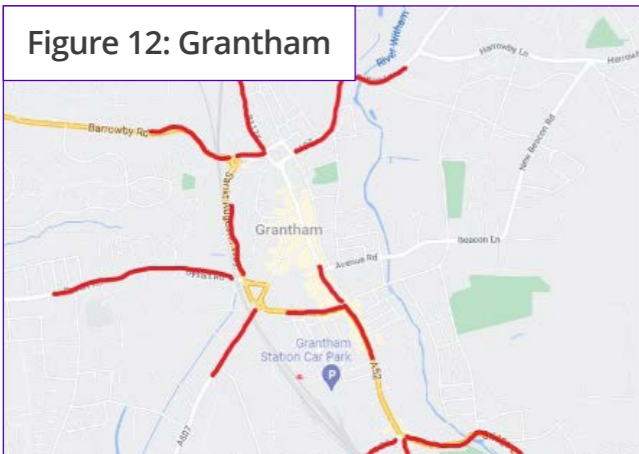 Figure 12: Grantham
River Witham
Harrowby Ln
Harrowby
Barrowby Rd
New Beacon Rd
Grantham
Beacon Ln
Avenue Rd
Grantham
Station Car Park
P
A52
A607